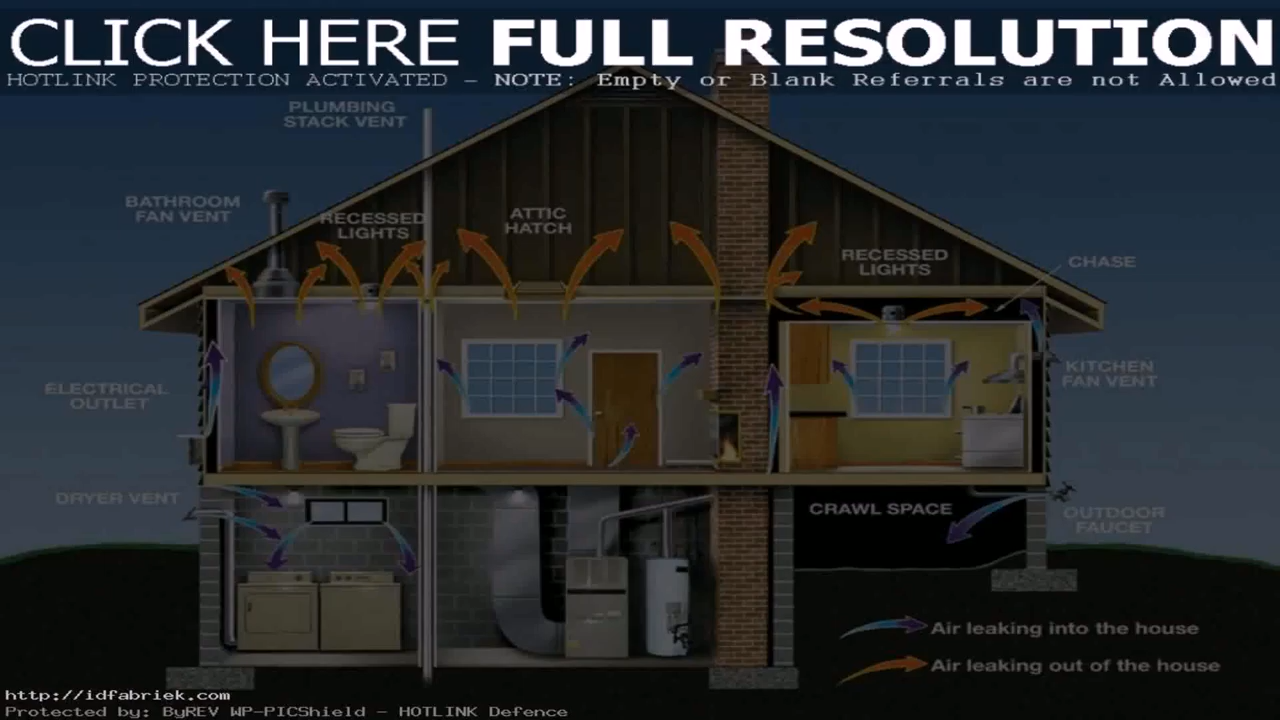 CLICK HERE FULL RESOLUTION
HOTLINK PROTECTION ACTIVATED - NOTE: Empty or Blank Referrals are not Allowed
PLUMBING
STACK VENT
BATHROOM
FAN VENT
RECESSED
LIGHTS
ATTIC
HATCH
RECESSED
LIGHTS
CHASE
ELECTRICAL
OUTLET
KITCHEN
FAN VENT
DRYER VENT
CRAWL SPACE
OUTDOOR
FAUCET
Air leaking into the house
Air leaking out of the house
http://idfabriek.com
Protected by: ByREV WP-PICShield - HOTLINK Defence